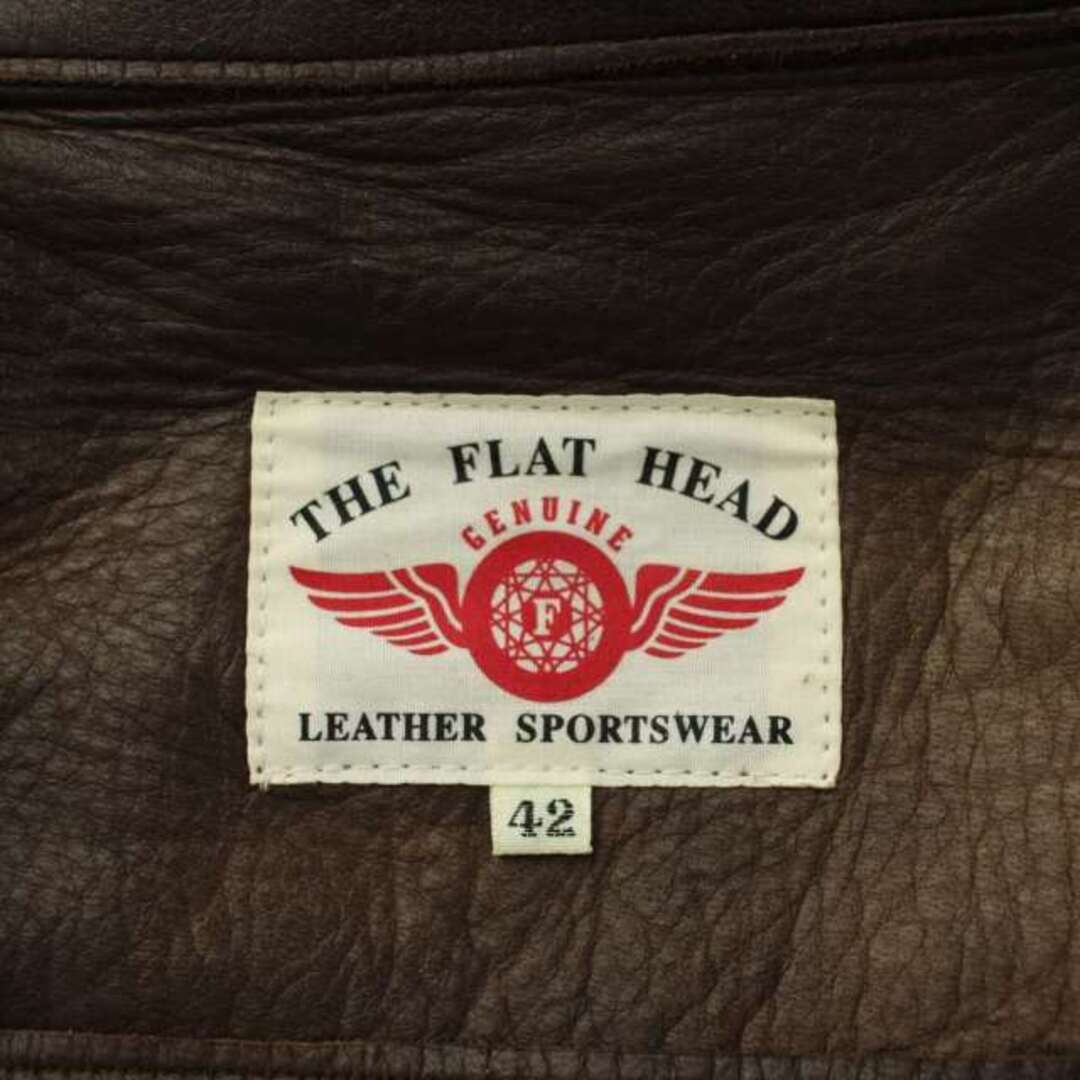 THE FLAT HEAD
GENUINE
F
LEATHER SPORTSWEAR
42